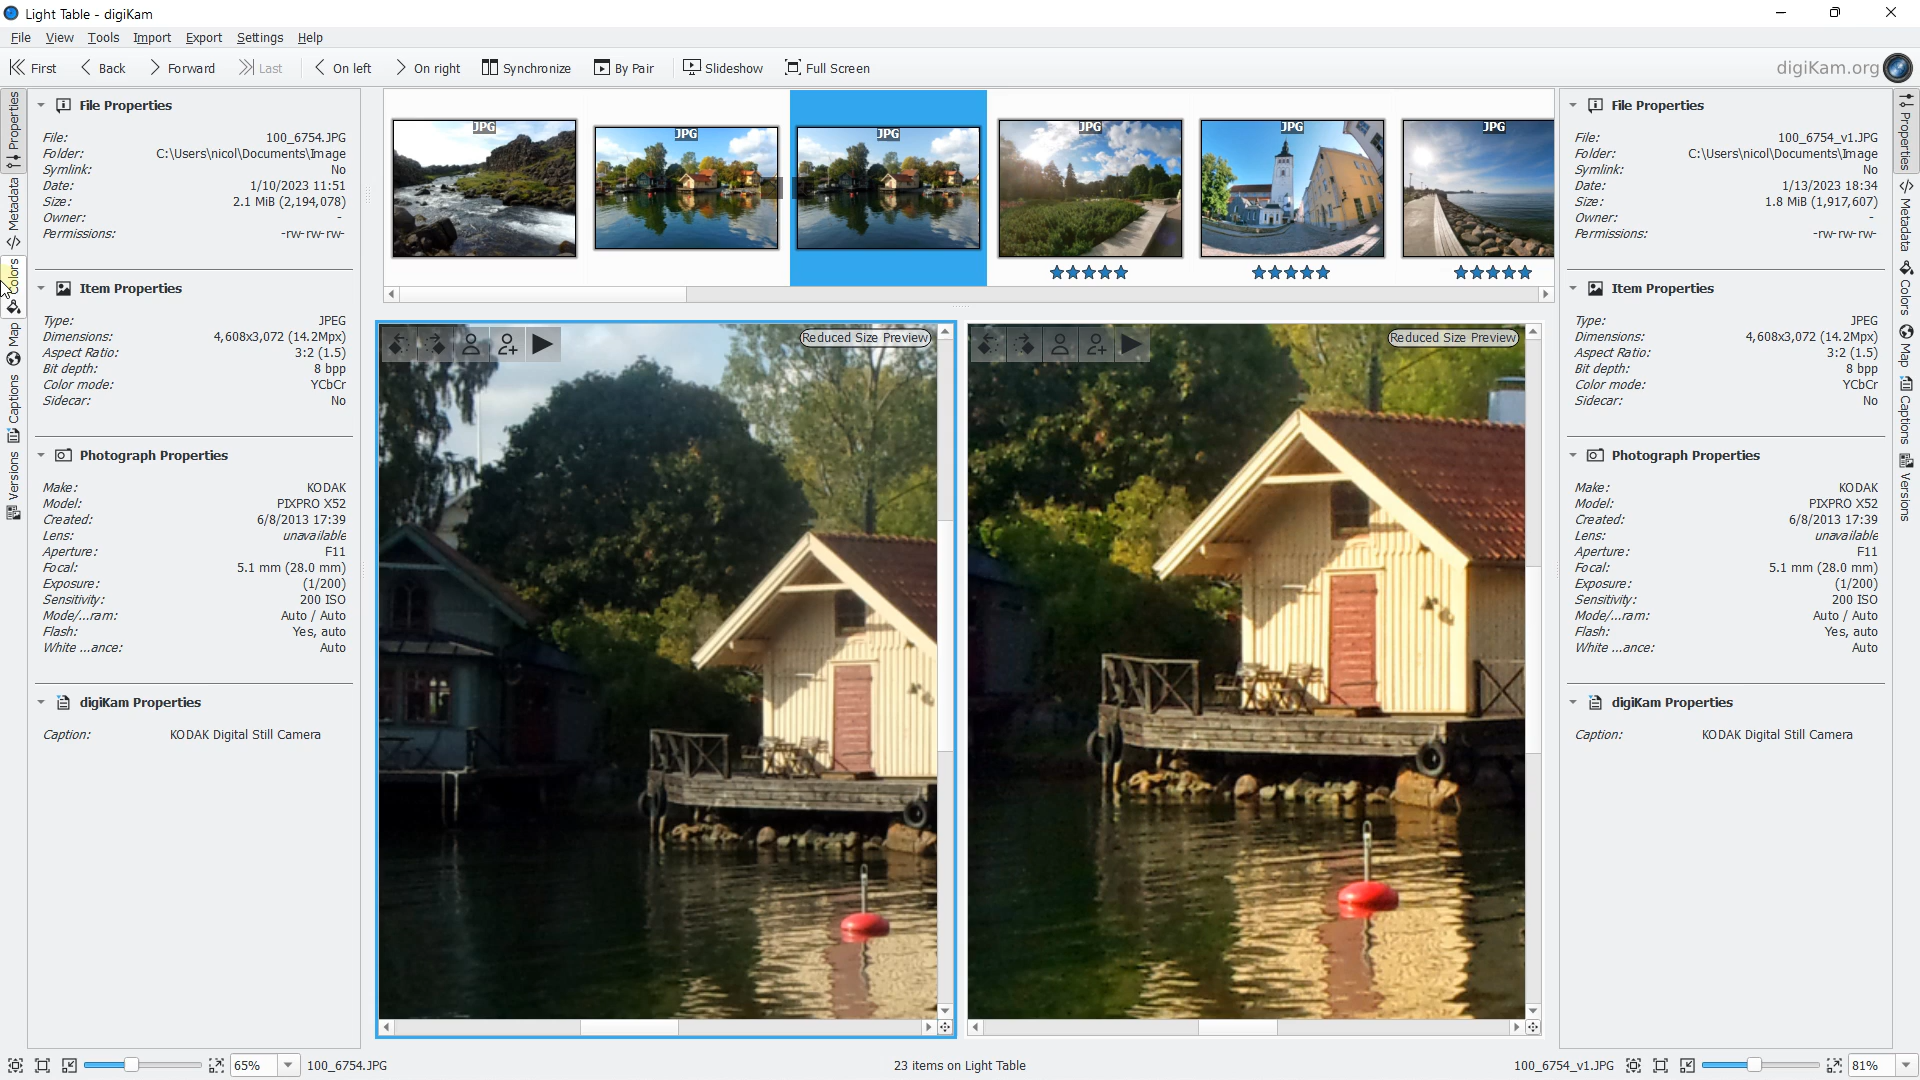 Light Table - digiKam
File View Tools Import Export Settings Help
First Back Forward Last On left On right Synchronize By Pair Slideshow Full Screen digiKam.org
Properties
Metadata
Colors
Map
Captions
Versions
File Properties
File: 100_6754.JPG
Folder: C:\Users\nicol\Documents\Image
Symlink: No
Date: 1/10/2023 11:51
Size: 2.1 MiB (2,194,078)
Owner: -
Permissions: -rw-rw-rw-
Item Properties
Type: JPEG
Dimensions: 4,608x3,072 (14.2Mpx)
Aspect Ratio: 3:2 (1.5)
Bit depth: 8 bpp
Color mode: YCbCr
Sidecar: No
Photograph Properties
Make: KODAK
Model: PIXPRO X52
Created: 6/8/2013 17:39
Lens: unavailable
Aperture: F11
Focal: 5.1 mm (28.0 mm)
Exposure: (1/200)
Sensitivity: 200 ISO
Mode/...ram: Auto / Auto
Flash: Yes, auto
White ...ance: Auto
digiKam Properties
Caption: KODAK Digital Still Camera
JPG JPG JPG JPG JPG JPG
Reduced Size Preview
Reduced Size Preview
File Properties
File: 100_6754_v1.JPG
Folder: C:\Users\nicol\Documents\Image
Symlink: No
Date: 1/13/2023 18:34
Size: 1.8 MiB (1,917,607)
Owner: -
Permissions: -rw-rw-rw-
Item Properties
Type: JPEG
Dimensions: 4,608x3,072 (14.2Mpx)
Aspect Ratio: 3:2 (1.5)
Bit depth: 8 bpp
Color mode: YCbCr
Sidecar: No
Photograph Properties
Make: KODAK
Model: PIXPRO X52
Created: 6/8/2013 17:39
Lens: unavailable
Aperture: F11
Focal: 5.1 mm (28.0 mm)
Exposure: (1/200)
Sensitivity: 200 ISO
Mode/...ram: Auto / Auto
Flash: Yes, auto
White ...ance: Auto
digiKam Properties
Caption: KODAK Digital Still Camera
Properties
Metadata
Colors
Map
Captions
Versions
65% 100_6754.JPG 23 items on Light Table 100_6754_v1.JPG 81%